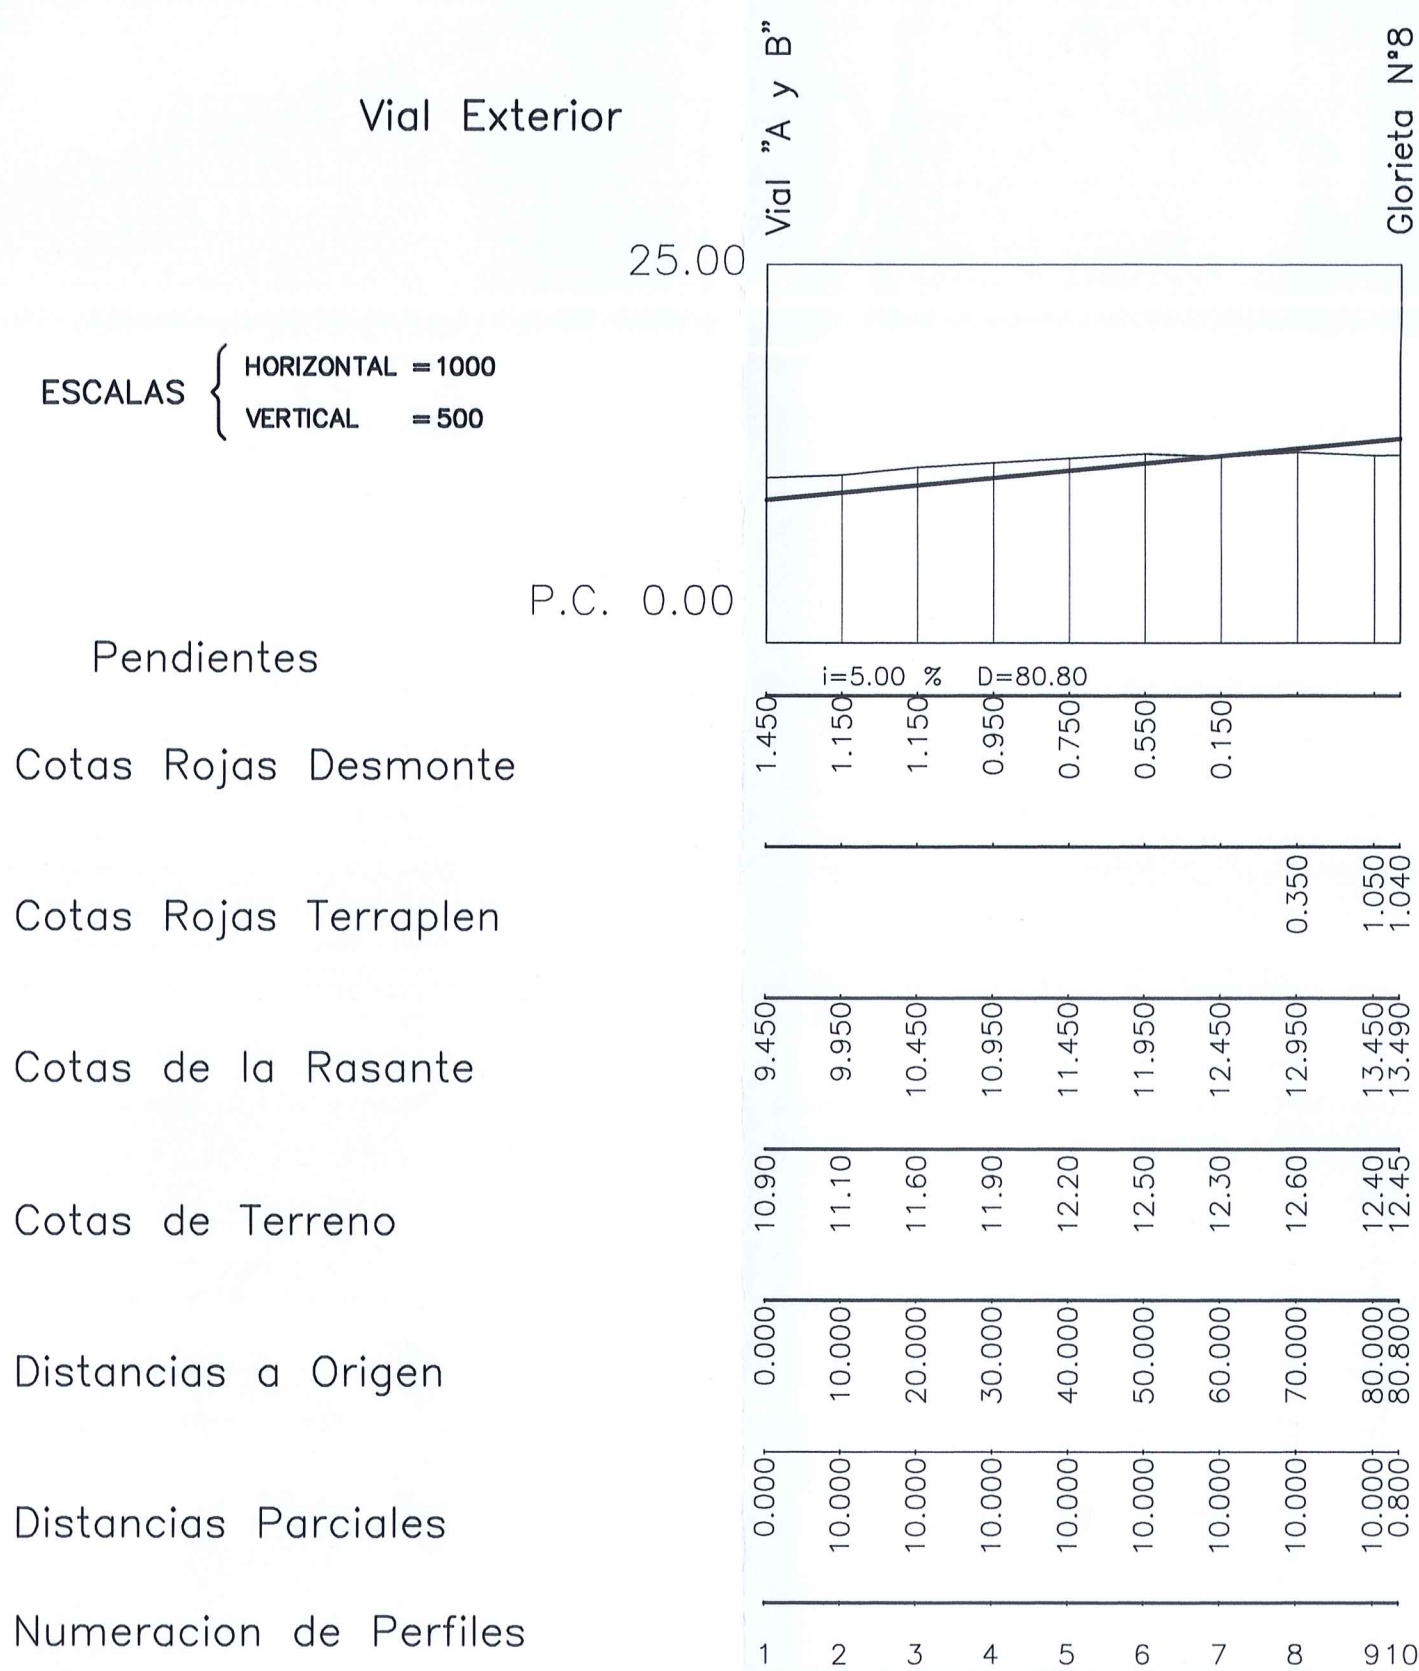 Vial Exterior
Vial "A y B"
Glorieta Nº8
25.00
ESCALAS
HORIZONTAL = 1000
VERTICAL = 500
P.C. 0.00
Pendientes
i=5.00 % D=80.80
Cotas Rojas Desmonte
1.450 1.150 1.150 0.950 0.750 0.550 0.150
Cotas Rojas Terraplen
0.350 1.050 1.040
Cotas de la Rasante
9.450 9.950 10.450 10.950 11.450 11.950 12.450 12.950 13.450 13.490
Cotas de Terreno
10.90 11.10 11.60 11.90 12.20 12.50 12.30 12.60 12.40 12.45
Distancias a Origen
0.000 10.000 20.000 30.000 40.000 50.000 60.000 70.000 80.000 80.800
Distancias Parciales
0.000 10.000 10.000 10.000 10.000 10.000 10.000 10.000 10.000 0.800
Numeracion de Perfiles
1 2 3 4 5 6 7 8 9 10